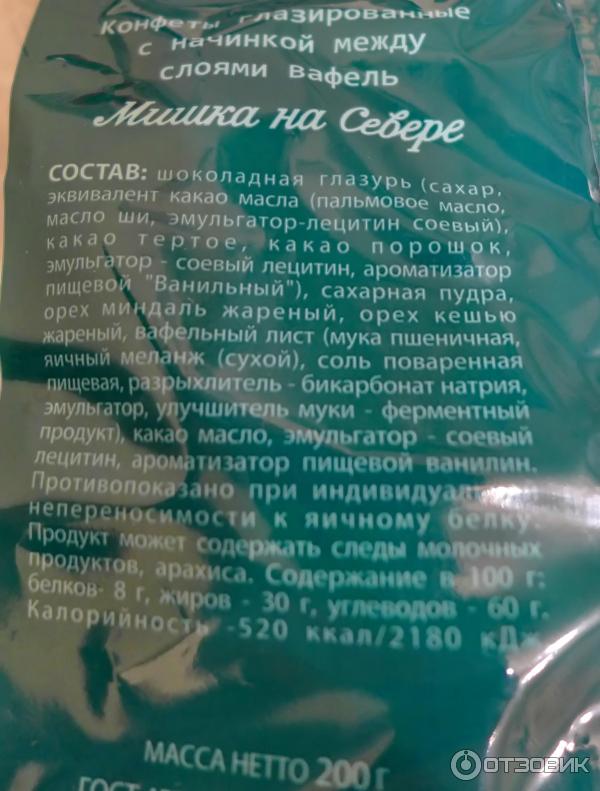 Конфеты глазированные
с начинкой между
слоями вафель
Мишка на Севере
СОСТАВ: шоколадная глазурь (сахар,
эквивалент какао масла (пальмовое масло,
масло ши, эмульгатор-лецитин соевый),
какао тертое, какао порошок,
эмульгатор - соевый лецитин, ароматизатор
пищевой "Ванильный"), сахарная пудра,
орех миндаль жареный, орех кешью
жареный, вафельный лист (мука пшеничная,
яичный меланж (сухой), соль поваренная
пищевая, разрыхлитель - бикарбонат натрия,
эмульгатор, улучшитель муки - ферментный
продукт), какао масло, эмульгатор - соевый
лецитин, ароматизатор пищевой ванилин.
Противопоказано при
непереносимости к яичному белку.
Продукт может содержать следы молочных
продуктов, арахиса. Содержание в 100 г:
белков- 8 г, жиров - 30 г, углеводов - 60 г.
Калорийность -520 ккал/2180 кДж
МАССА НЕТТО 200 г
ГОСТ
ОТЗОВИК